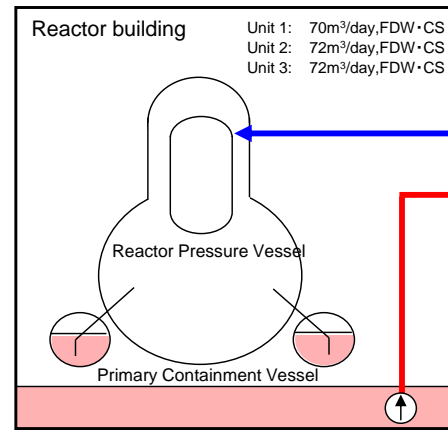 Reactor building
Unit 1: 70m³/day,FDW・CS
Unit 2: 72m³/day,FDW・CS
Unit 3: 72m³/day,FDW・CS
Reactor Pressure Vessel
Primary Containment Vessel